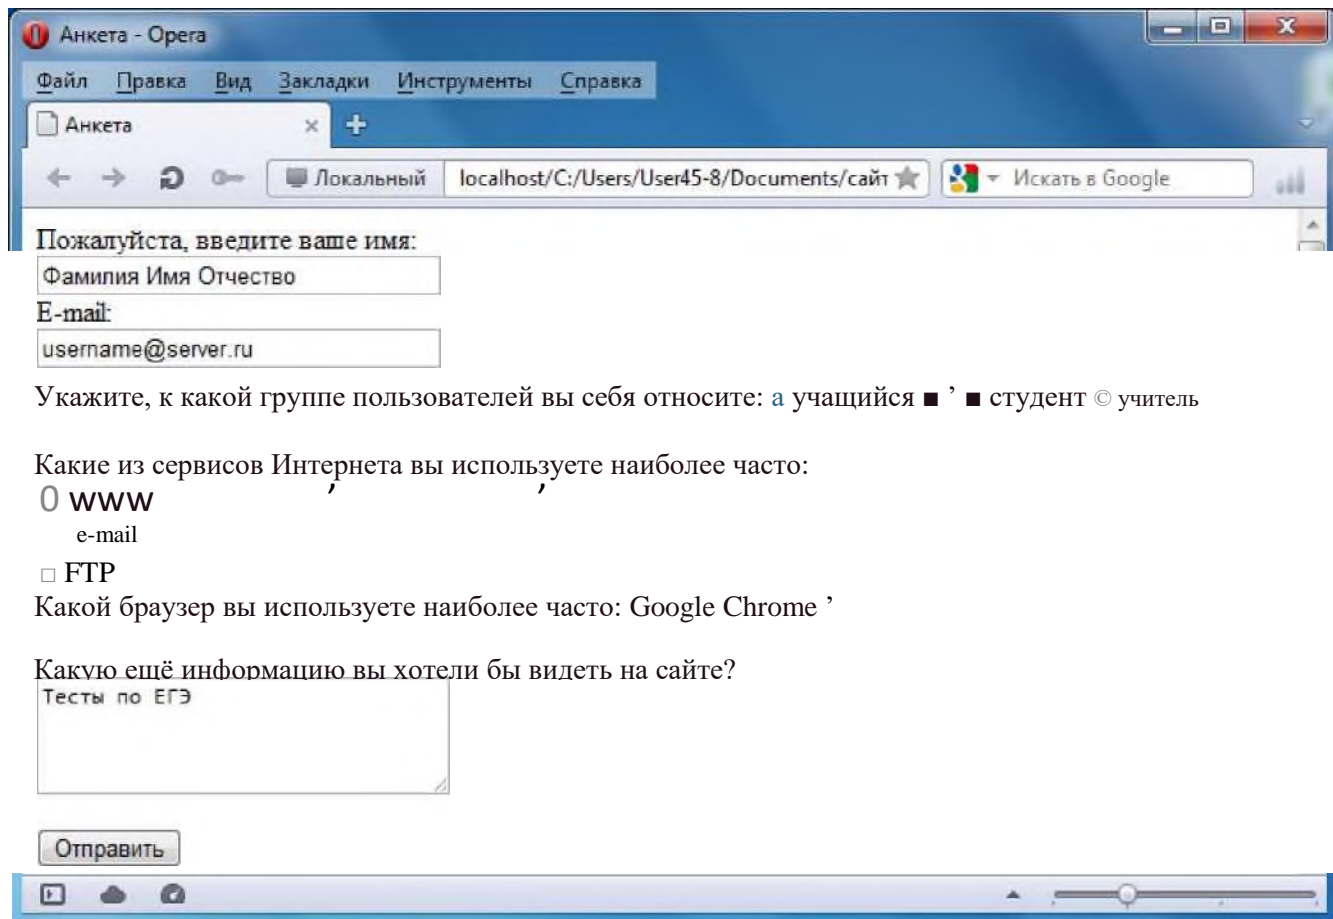 Анкета - Opera
Файл Правка Вид Закладки Инструменты Справка
Анкета
Локальный localhost/C:/Users/User45-8/Documents/сайт Искать в Google
Пожалуйста, введите ваше имя:
Фамилия Имя Отчество
E-mail:
username@server.ru
Укажите, к какой группе пользователей вы себя относите: а учащийся ■ ’ ■ студент © учитель
Какие из сервисов Интернета вы используете наиболее часто:
0 www , ,
e-mail
□ FTP
Какой браузер вы используете наиболее часто: Google Chrome ’
Какую ещё информацию вы хотели бы видеть на сайте?
Тесты по ЕГЭ
Отправить